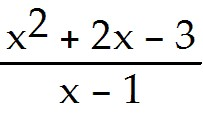 x² + 2x − 3
x − 1